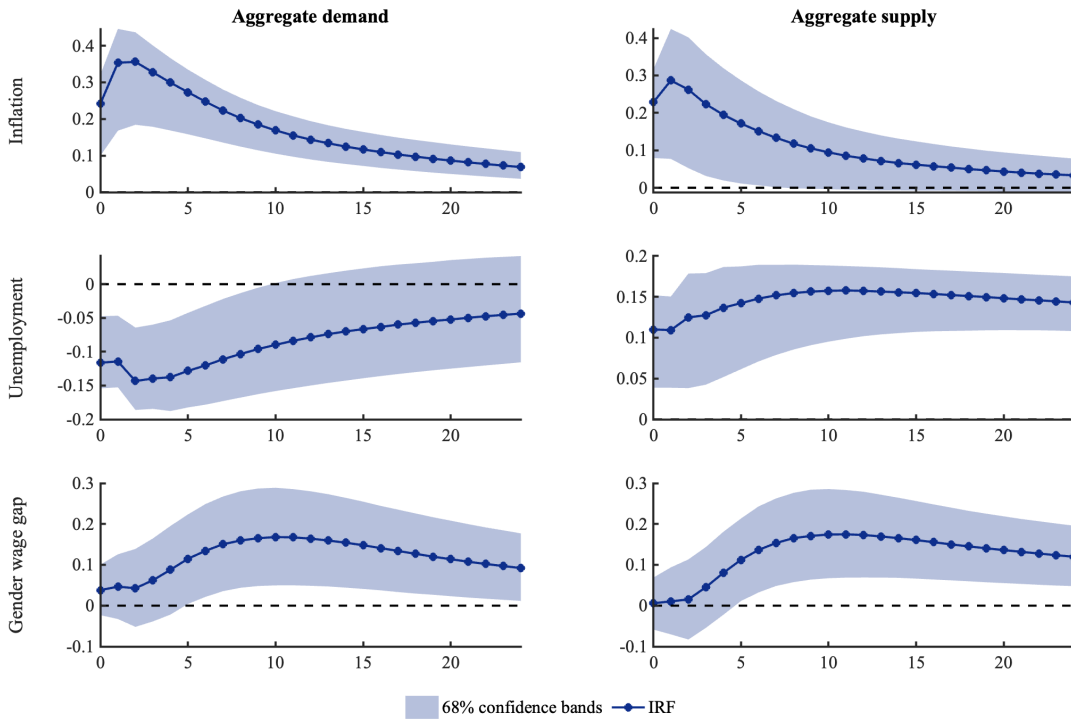 Aggregate demand
Aggregate supply
Inflation
0.4
0.3
0.2
0.1
0
0 5 10 15 20
0.4
0.3
0.2
0.1
0
0 5 10 15 20
Unemployment
0
-0.05
-0.1
-0.15
-0.2
0 5 10 15 20
0.2
0.15
0.1
0.05
0
0 5 10 15 20
Gender wage gap
0.3
0.2
0.1
0
-0.1
0 5 10 15 20
0.3
0.2
0.1
0
-0.1
0 5 10 15 20
68% confidence bands IRF